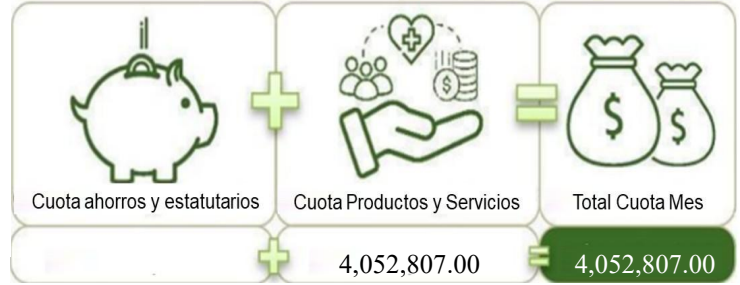 Cuota ahorros y estatutarios
Cuota Productos y Servicios
Total Cuota Mes
4,052,807.00
4,052,807.00